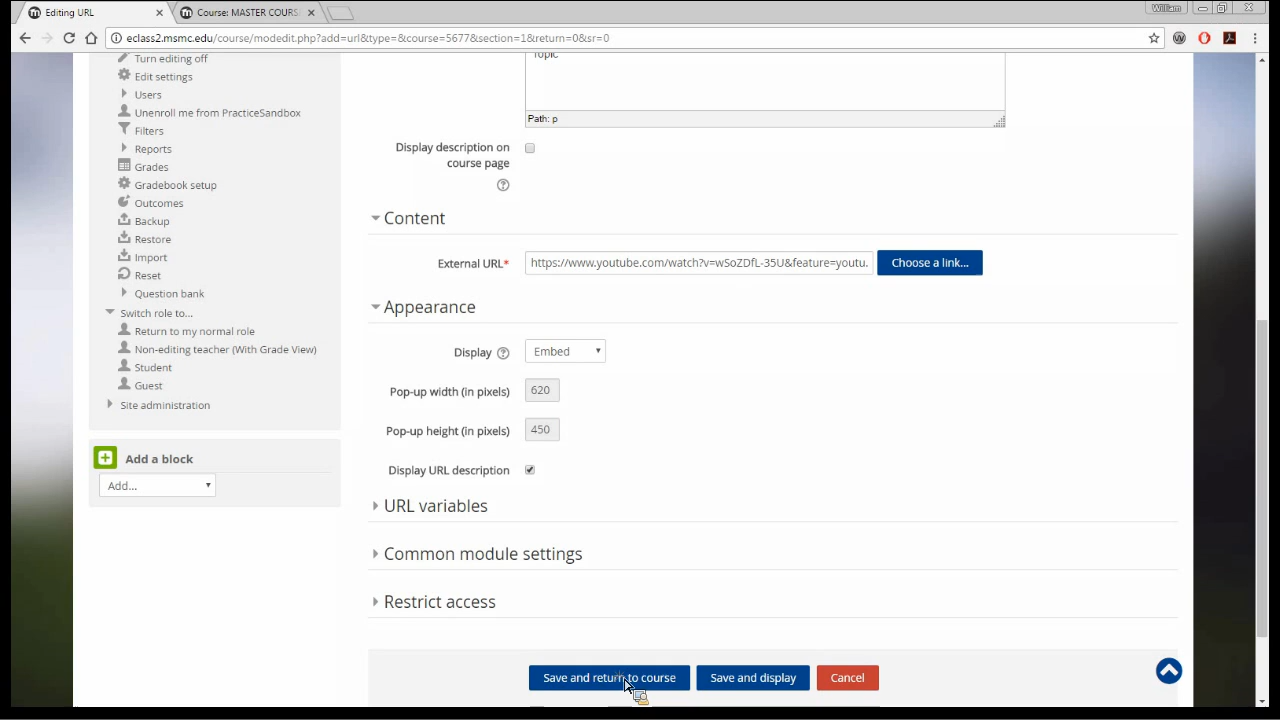 Editing URL
Course: MASTER COURS
William
eclass2.msmc.edu/course/modedit.php?add=url&type=&course=5677&section=1&return=0&sr=0
Turn editing off
Edit settings
Users
Unenroll me from PracticeSandbox
Filters
Reports
Grades
Gradebook setup
Outcomes
Backup
Restore
Import
Reset
Question bank
Switch role to...
Return to my normal role
Non-editing teacher (With Grade View)
Student
Guest
Site administration
Add a block
Add...
Topic
Path: p
Display description on
course page
Content
External URL*
https://www.youtube.com/watch?v=wSoZDfL-35U&feature=youtu.
Choose a link...
Appearance
Display
Embed
Pop-up width (in pixels)
620
Pop-up height (in pixels)
450
Display URL description
URL variables
Common module settings
Restrict access
Save and return to course
Save and display
Cancel